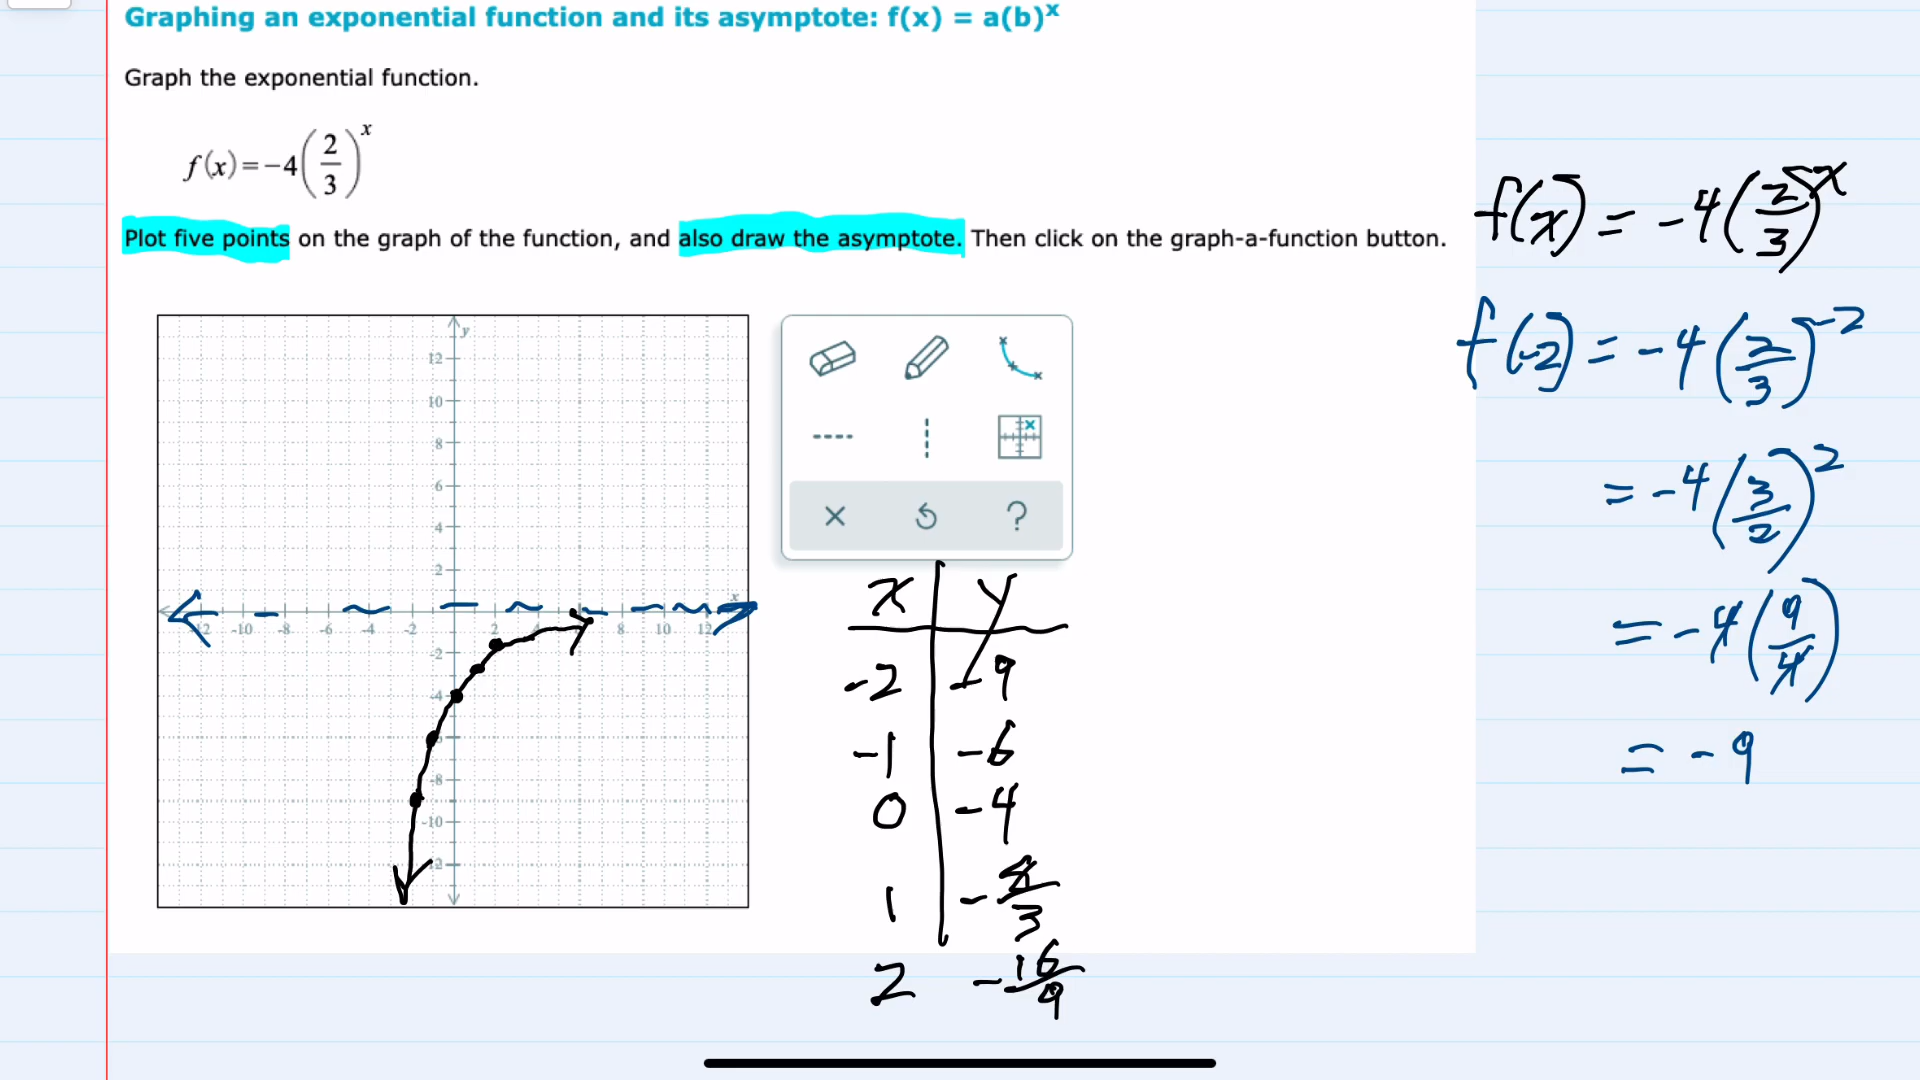 Graphing an exponential function and its asymptote: f(x) = a(b)ˣ
Graph the exponential function.
f(x) = −4(2/3)ˣ
Plot five points on the graph of the function, and also draw the asymptote. Then click on the graph-a-function button.
y
12
10
8
6
4
2
x
-12 -10 -8 -6 -4 -2 2 4 8 10 12
-2
-4
-8
-10
?
x y
-2 -9
-1 -6
0 -4
1
2 -16/9
f(x) = -4(2/3)ˣ
f(-2) = -4(2/3)⁻²
= -4(3/2)²
= -4(9/4)
= -9